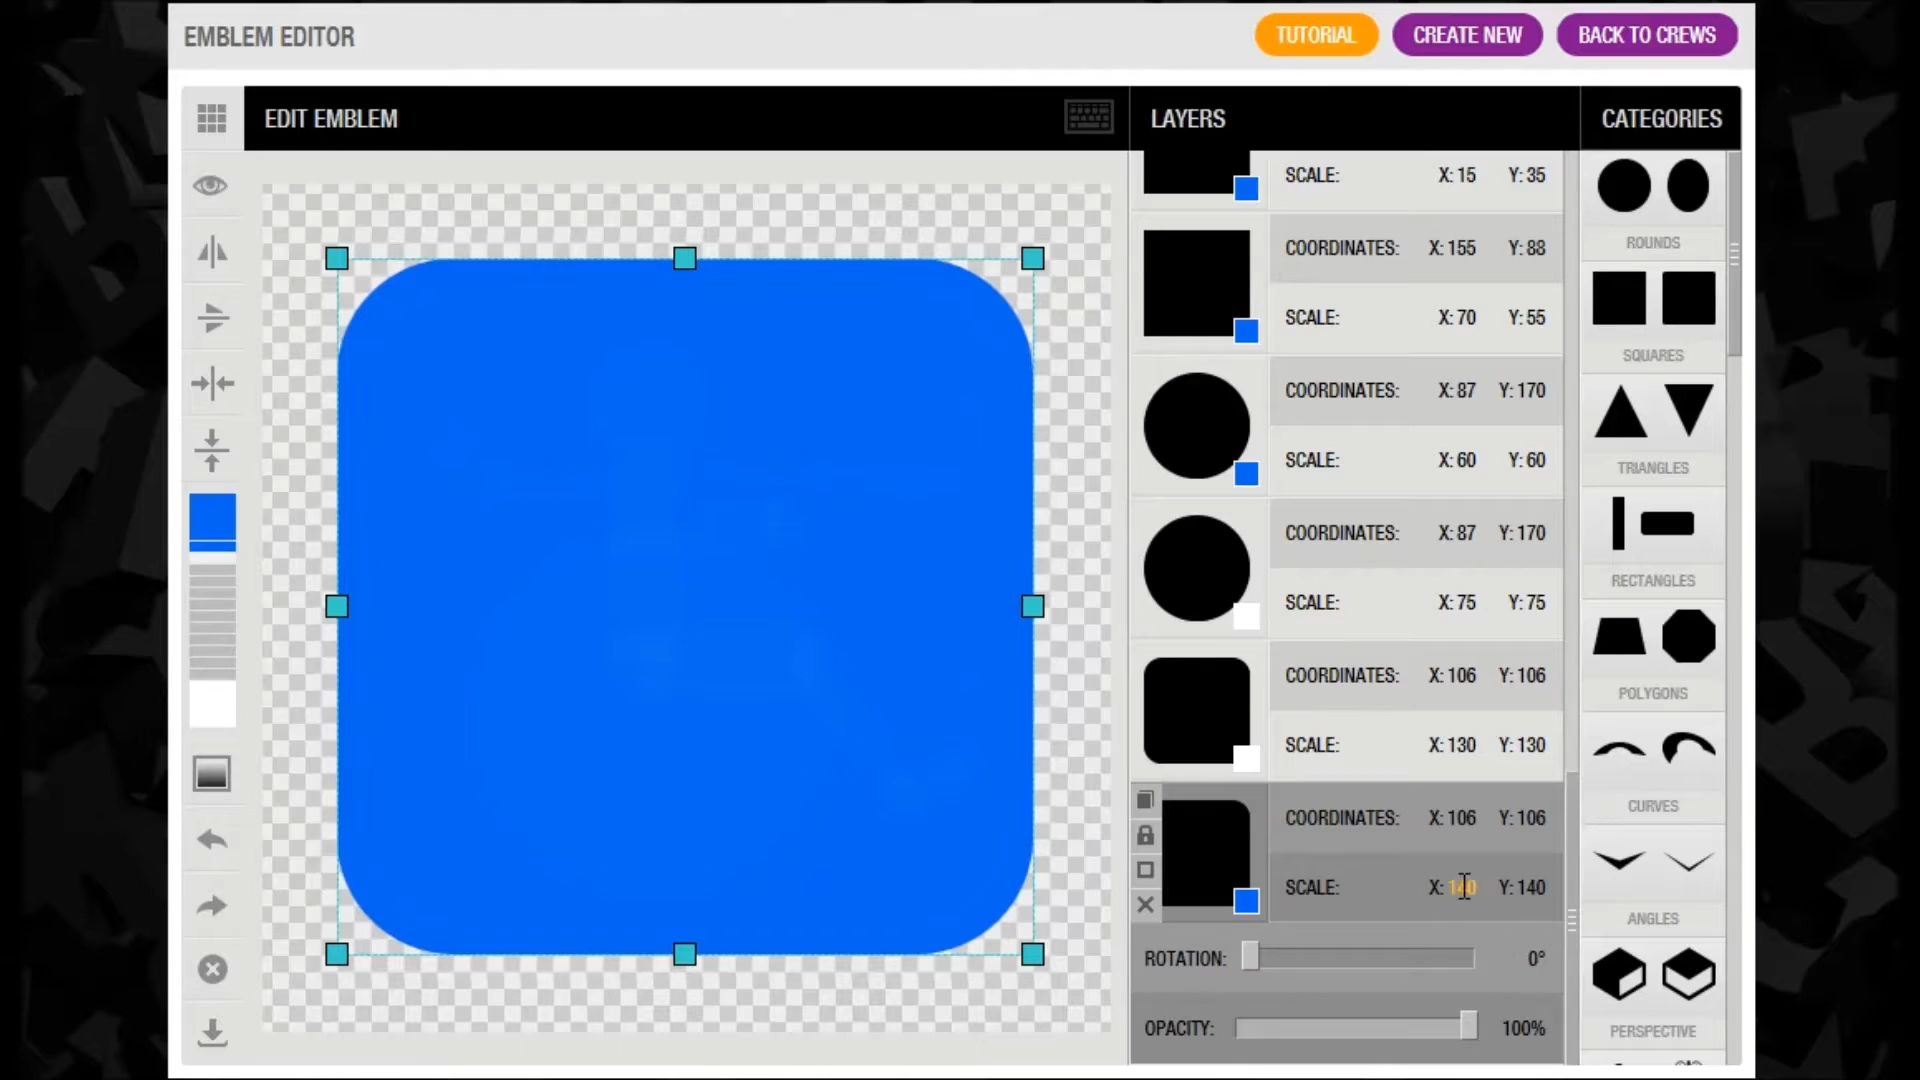 EMBLEM EDITOR
TUTORIAL
CREATE NEW
BACK TO CREWS
EDIT EMBLEM
LAYERS
CATEGORIES
SCALE: X: 15 Y: 35
COORDINATES: X: 155 Y: 88
SCALE: X: 70 Y: 55
COORDINATES: X: 87 Y: 170
SCALE: X: 60 Y: 60
COORDINATES: X: 87 Y: 170
SCALE: X: 75 Y: 75
COORDINATES: X: 106 Y: 106
SCALE: X: 130 Y: 130
COORDINATES: X: 106 Y: 106
SCALE: X: 140 Y: 140
ROTATION: 0°
OPACITY: 100%
ROUNDS
SQUARES
TRIANGLES
RECTANGLES
POLYGONS
CURVES
ANGLES
PERSPECTIVE